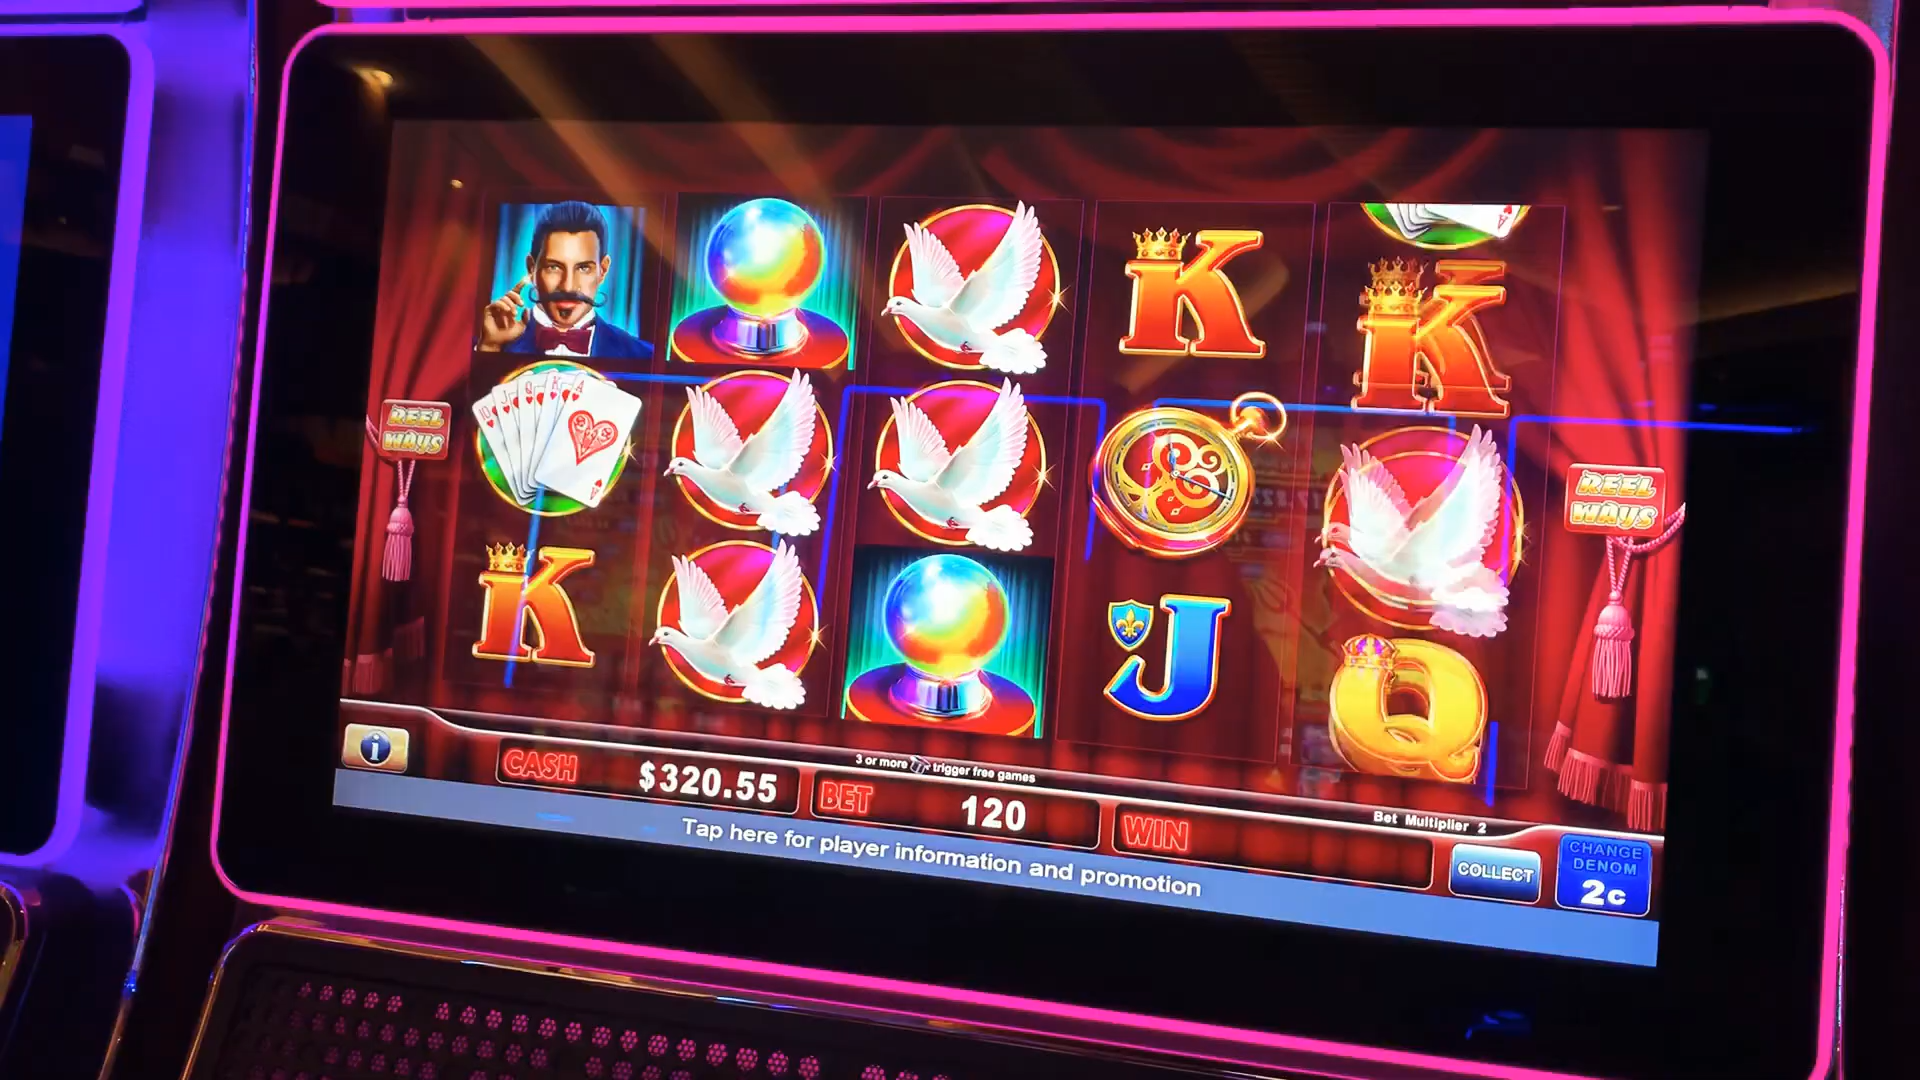 K
K
10 J Q K A
A
REEL
WAYS
REEL
WAYS
K
J
Q
CASH $320.55
3 or more trigger free games
BET 120
WIN
Bet Multiplier 2
COLLECT
CHANGE
DENOM
2c
i
Tap here for player information and promotion